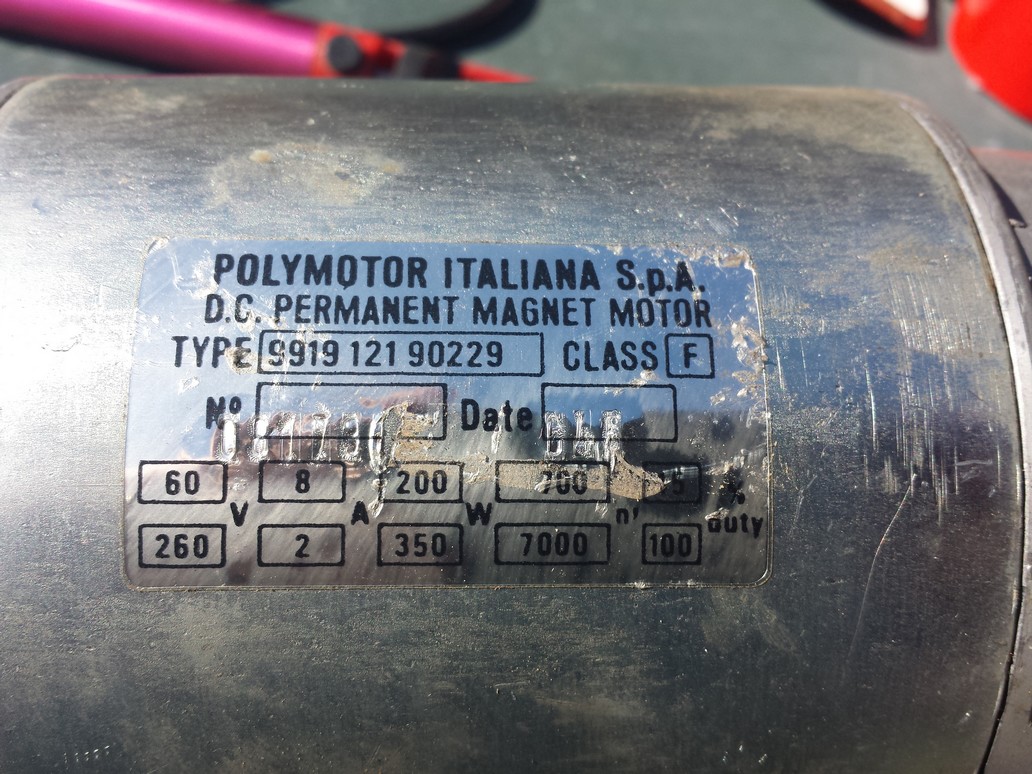 POLYMOTOR ITALIANA S.p.A.
D.C. PERMANENT MAGNET MOTOR
TYPE 9919 121 90229 CLASS F
Nº Date
60 8 200 700
V A W n' % duty
260 2 350 7000 100